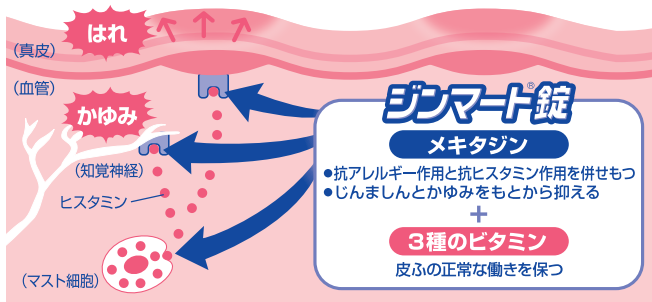 はれ
(真皮)
(血管)
かゆみ
(知覚神経)
ヒスタミン
(マスト細胞)
ジンマート®錠
メキタジン
●抗アレルギー作用と抗ヒスタミン作用を併せもつ
●じんましんとかゆみをもとから抑える
+
3種のビタミン
皮ふの正常な働きを保つ